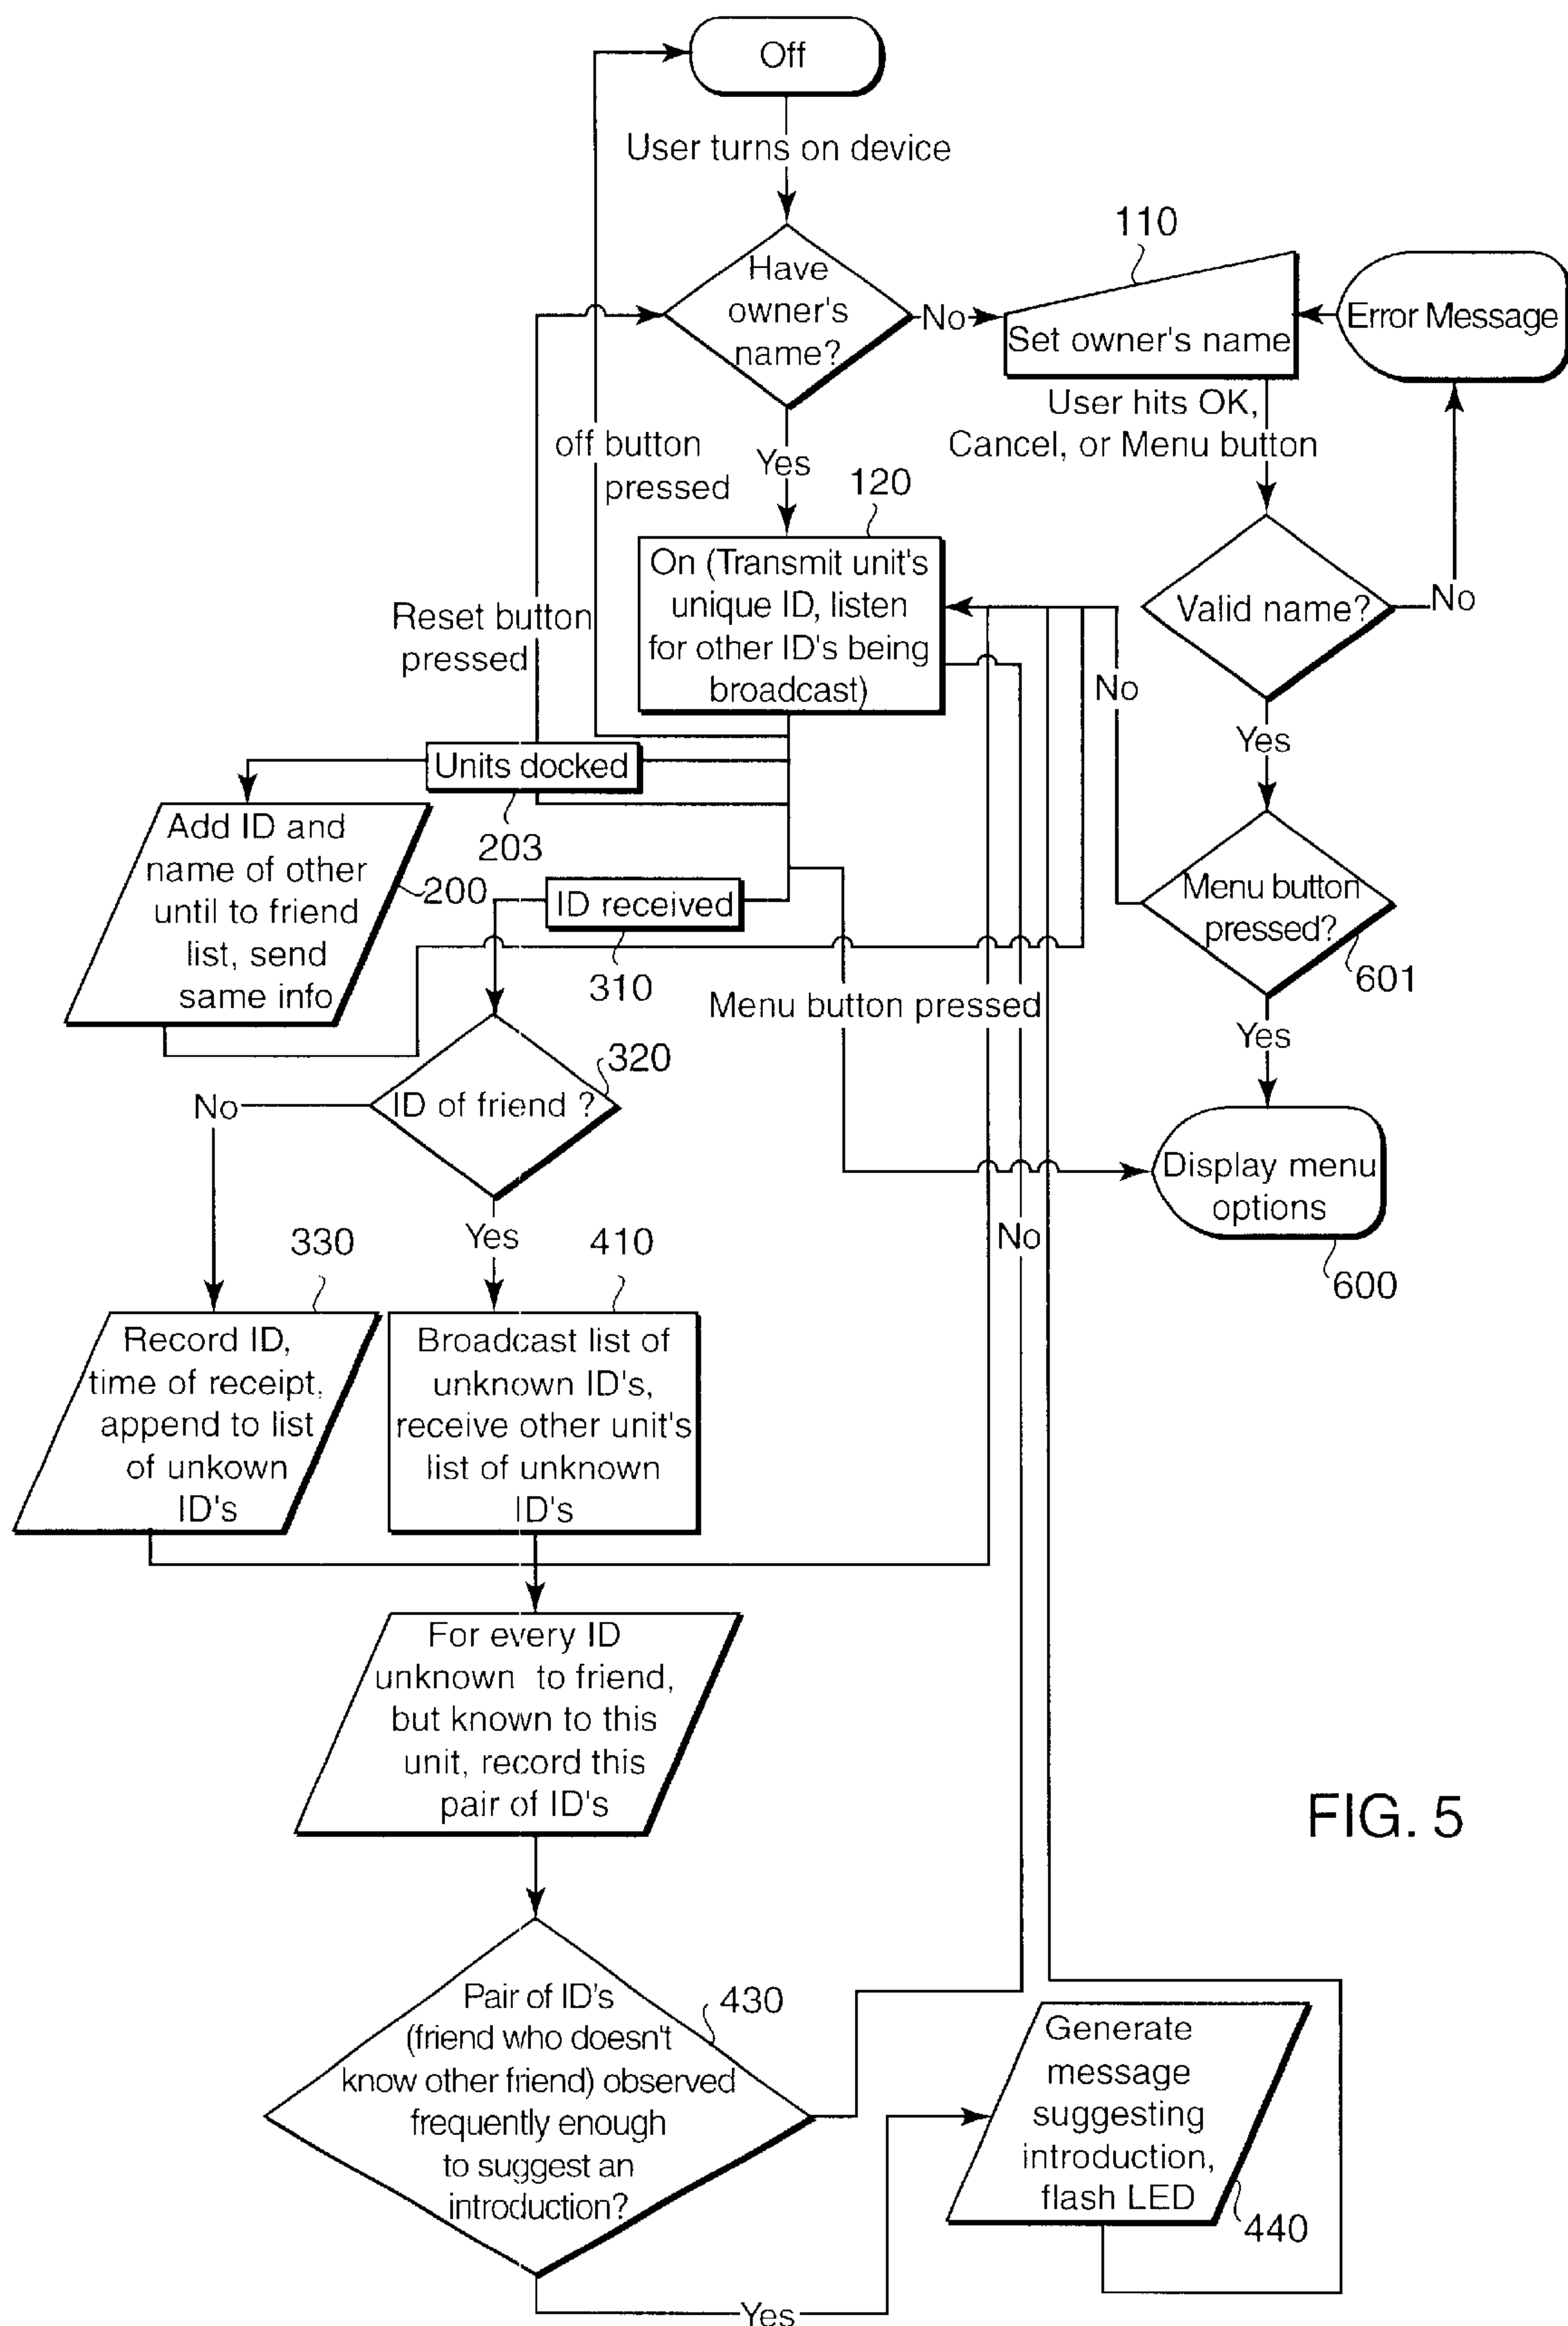 Off
User turns on device
110
Have
owner's
name?
No
Set owner's name
Error Message
User hits OK,
Cancel, or Menu button
off button
pressed
Yes
120
On (Transmit unit's
unique ID, listen
for other ID's being
broadcast)
Valid name?
No
Reset button
pressed
No
Yes
Units docked
203
Add ID and
name of other
until to friend
list, send
same info
200
ID received
310
Menu button
pressed?
601
Menu button pressed
Yes
320
ID of friend ?
No
Display menu
options
600
Yes
No
330
410
Record ID,
time of receipt,
append to list
of unkown
ID's
Broadcast list of
unknown ID's,
receive other unit's
list of unknown
ID's
For every ID
unknown to friend,
but known to this
unit, record this
pair of ID's
FIG. 5
Pair of ID's
(friend who doesn't
know other friend) observed
frequently enough
to suggest an
introduction?
430
Generate
message
suggesting
introduction,
flash LED
440
Yes